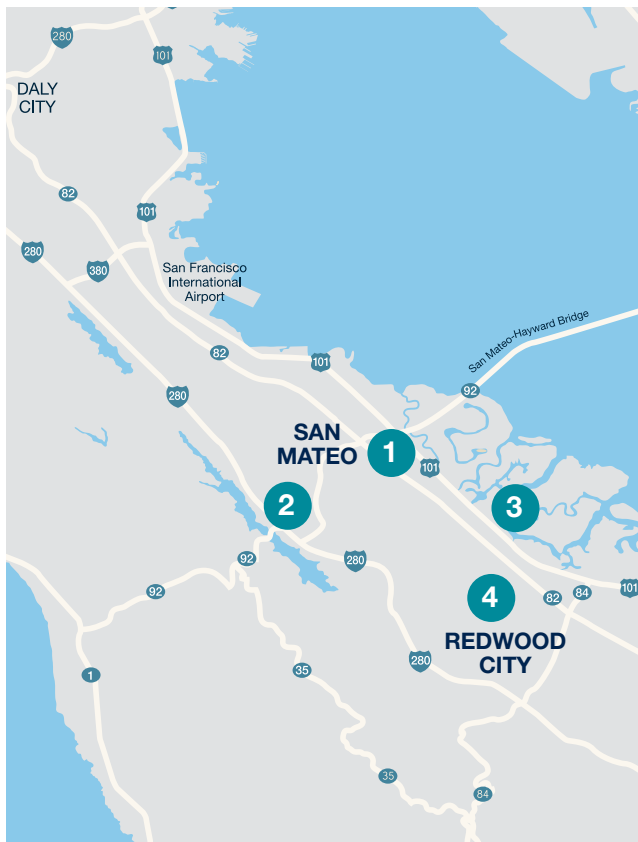 280
101
DALY
CITY
82
101
280
380
San Francisco
International
Airport
San Mateo-Hayward Bridge
82
101
92
280
SAN
MATEO
1
101
2
3
92
280
92
4
82
84
101
REDWOOD
CITY
280
1
35
35
84